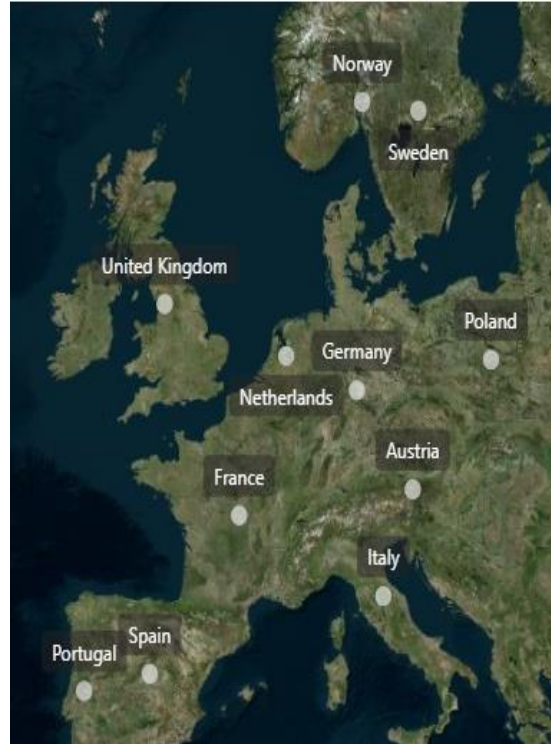 Norway
Sweden
United Kingdom
Poland
Germany
Netherlands
Austria
France
Italy
Spain
Portugal